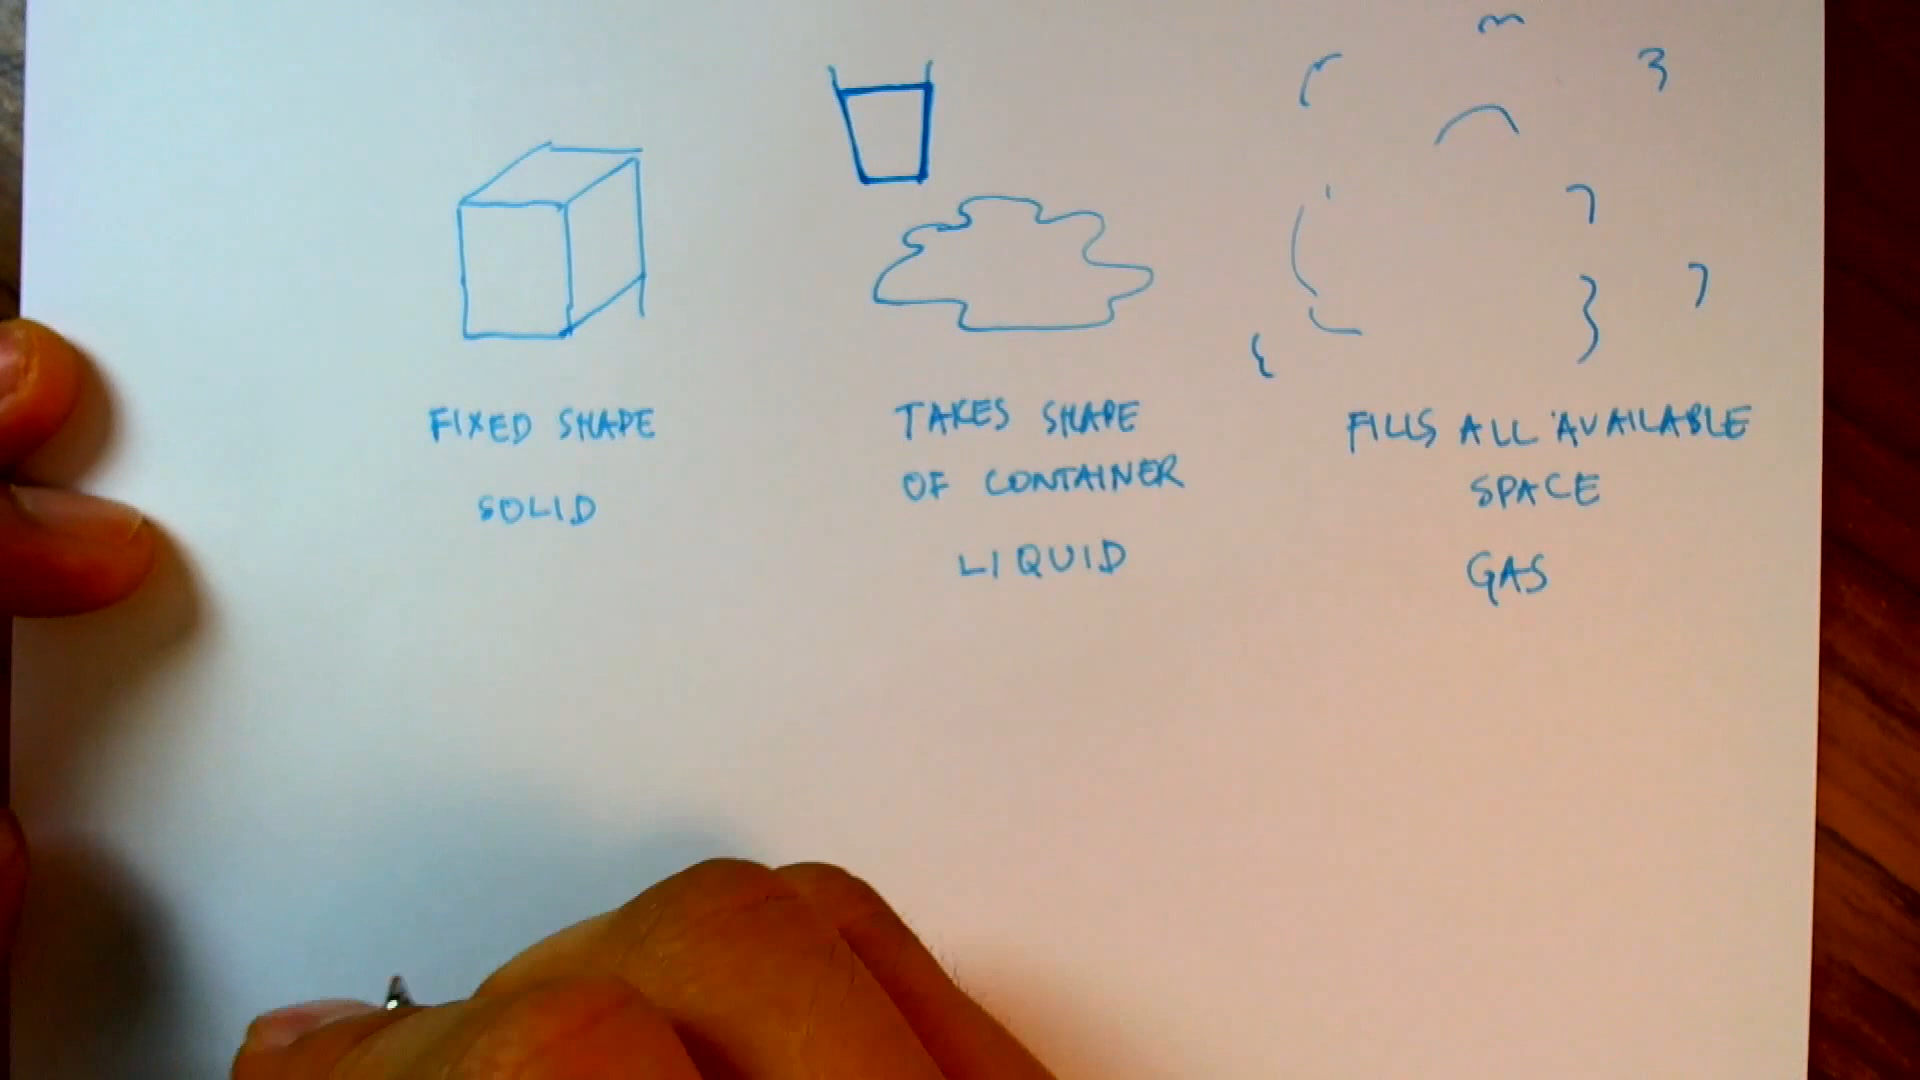 FIXED SHAPE
SOLID
TAKES SHAPE
OF CONTAINER
LIQUID
FILLS ALL AVAILABLE
SPACE
GAS